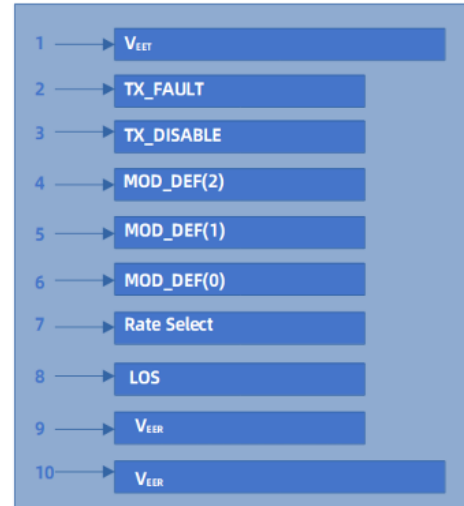 1 VEET
2 TX_FAULT
3 TX_DISABLE
4 MOD_DEF(2)
5 MOD_DEF(1)
6 MOD_DEF(0)
7 Rate Select
8 LOS
9 VEER
10 VEER